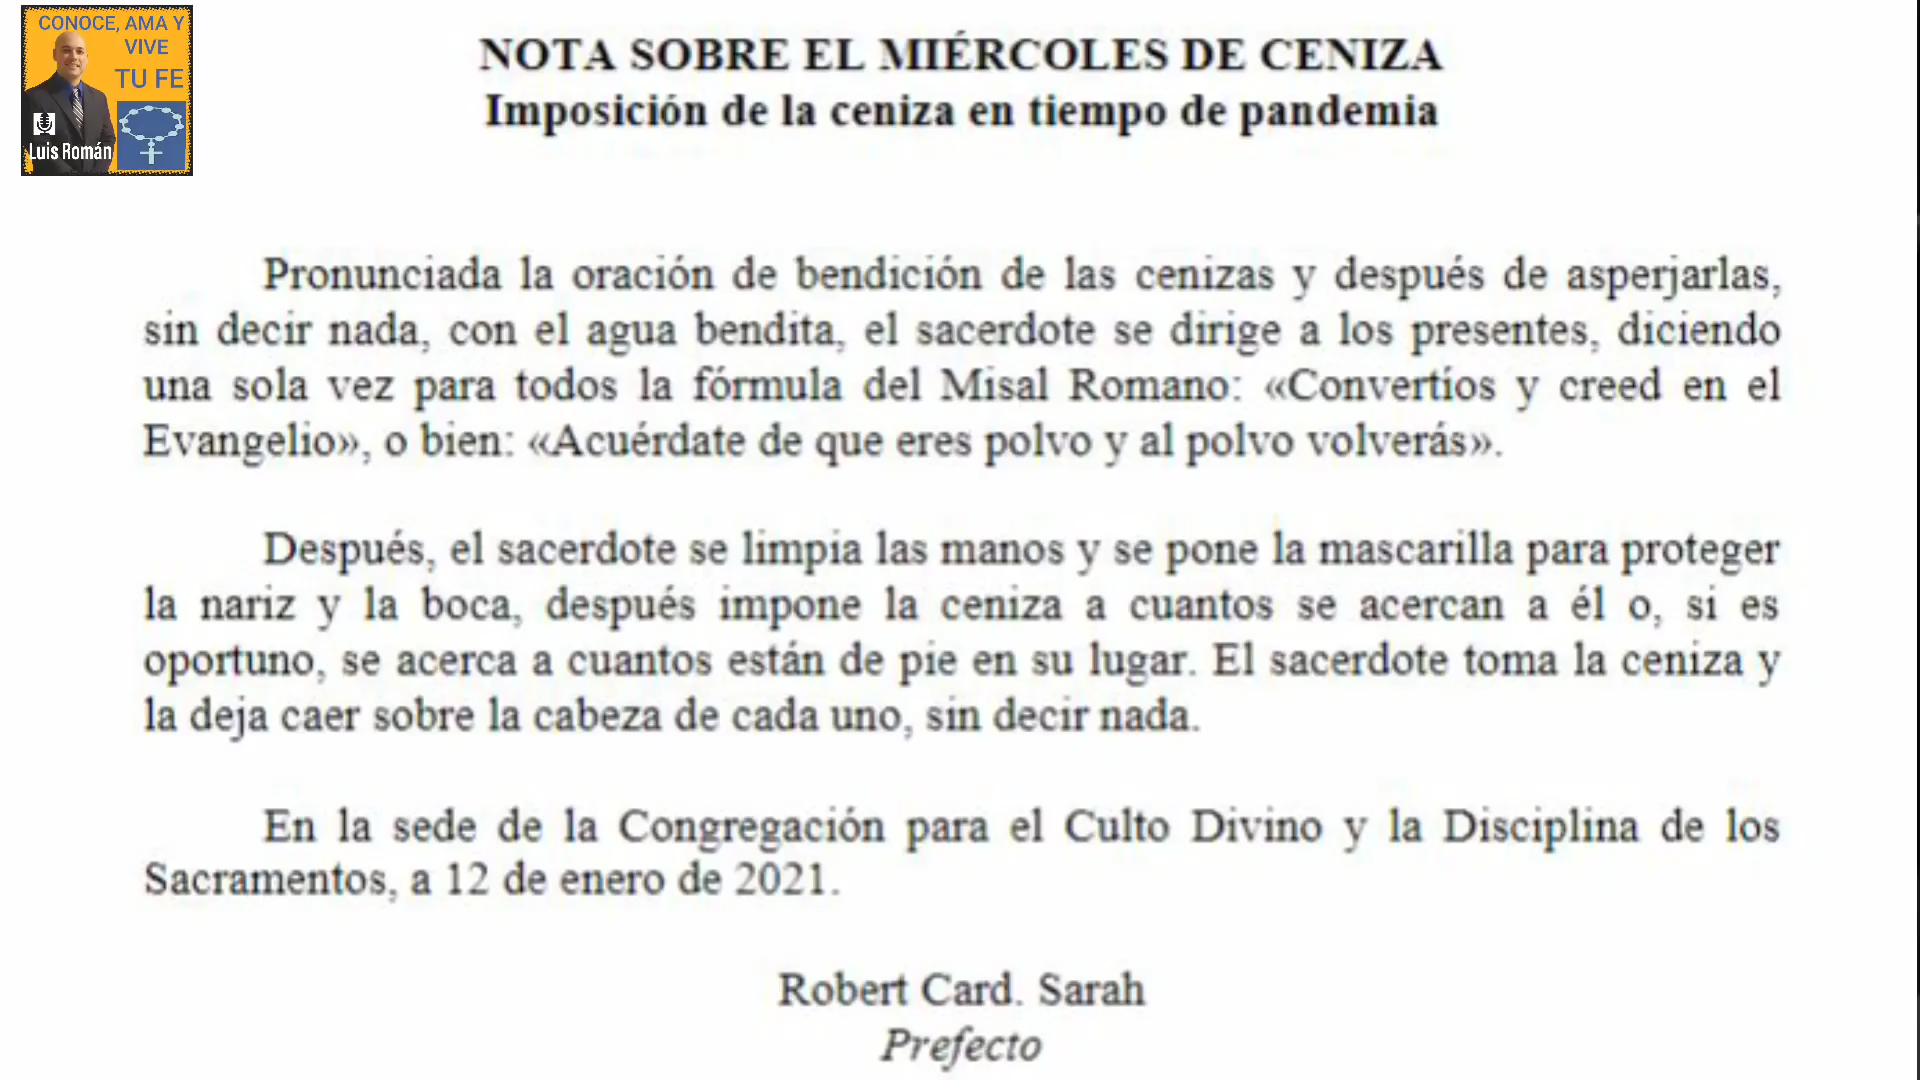 CONOCE, AMA Y
VIVE
TU FE
Luis Román
NOTA SOBRE EL MIÉRCOLES DE CENIZA
Imposición de la ceniza en tiempo de pandemia
Pronunciada la oración de bendición de las cenizas y después de asperjarlas,
sin decir nada, con el agua bendita, el sacerdote se dirige a los presentes, diciendo
una sola vez para todos la fórmula del Misal Romano: «Convertíos y creed en el
Evangelio», o bien: «Acuérdate de que eres polvo y al polvo volverás».
Después, el sacerdote se limpia las manos y se pone la mascarilla para proteger
la nariz y la boca, después impone la ceniza a cuantos se acercan a él o, si es
oportuno, se acerca a cuantos están de pie en su lugar. El sacerdote toma la ceniza y
la deja caer sobre la cabeza de cada uno, sin decir nada.
En la sede de la Congregación para el Culto Divino y la Disciplina de los
Sacramentos, a 12 de enero de 2021.
Robert Card. Sarah
Prefecto